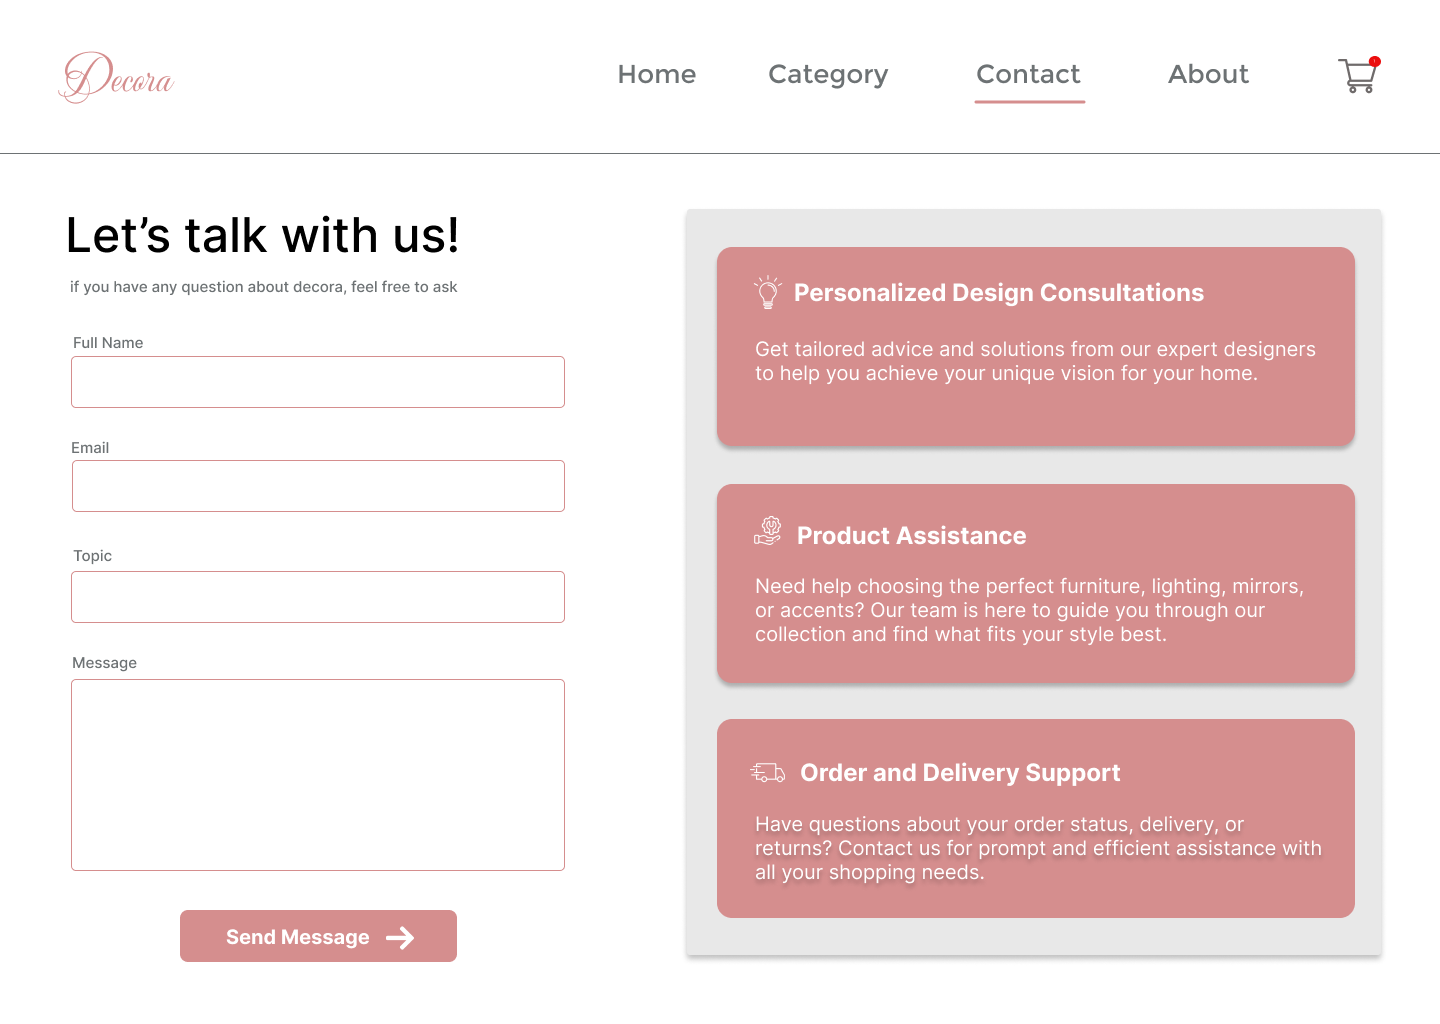 Decora
Home
Category
Contact
About
Let’s talk with us!
if you have any question about decora, feel free to ask
Full Name
Email
Topic
Message
Send Message
Personalized Design Consultations
Get tailored advice and solutions from our expert designers
to help you achieve your unique vision for your home.
Product Assistance
Need help choosing the perfect furniture, lighting, mirrors,
or accents? Our team is here to guide you through our
collection and find what fits your style best.
Order and Delivery Support
Have questions about your order status, delivery, or
returns? Contact us for prompt and efficient assistance with
all your shopping needs.